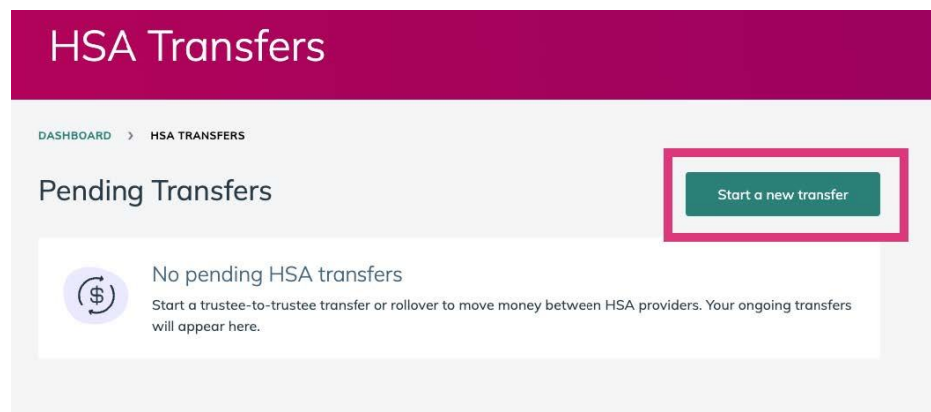 HSA Transfers
DASHBOARD > HSA TRANSFERS
Pending Transfers
Start a new transfer
No pending HSA transfers
Start a trustee-to-trustee transfer or rollover to move money between HSA providers. Your ongoing transfers
will appear here.
$